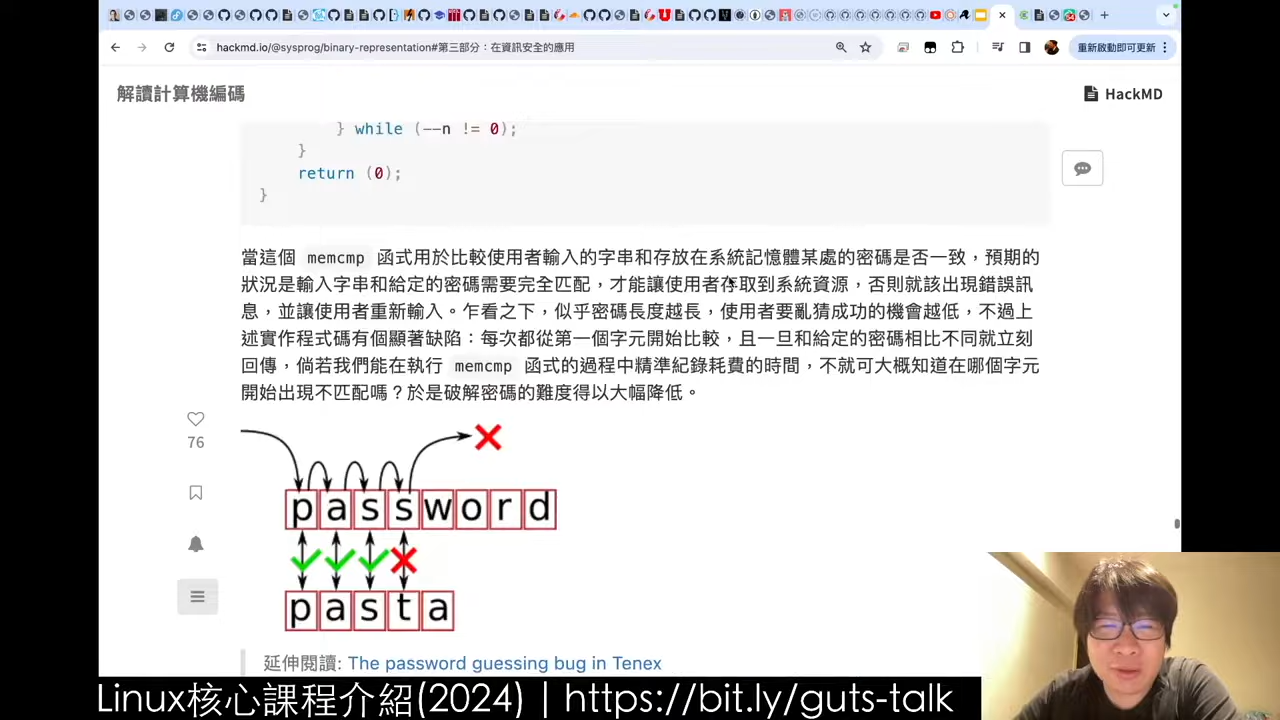 hackmd.io/@sysprog/binary-representation#第三部分：在資訊安全的應用
重新啟動即可更新
解讀計算機編碼
HackMD
} while (--n != 0);
}
return (0);
}
當這個 memcmp 函式用於比較使用者輸入的字串和存放在系統記憶體某處的密碼是否一致，預期的
狀況是輸入字串和給定的密碼需要完全匹配，才能讓使用者存取到系統資源，否則就該出現錯誤訊
息，並讓使用者重新輸入。乍看之下，似乎密碼長度越長，使用者要亂猜成功的機會越低，不過上
述實作程式碼有個顯著缺陷：每次都從第一個字元開始比較，且一旦和給定的密碼相比不同就立刻
回傳，倘若我們能在執行 memcmp 函式的過程中精準紀錄耗費的時間，不就可大概知道在哪個字元
開始出現不匹配嗎？於是破解密碼的難度得以大幅降低。
76
password
pasta
延伸閱讀: The password guessing bug in Tenex
Linux核心課程介紹(2024) | https://bit.ly/guts-talk